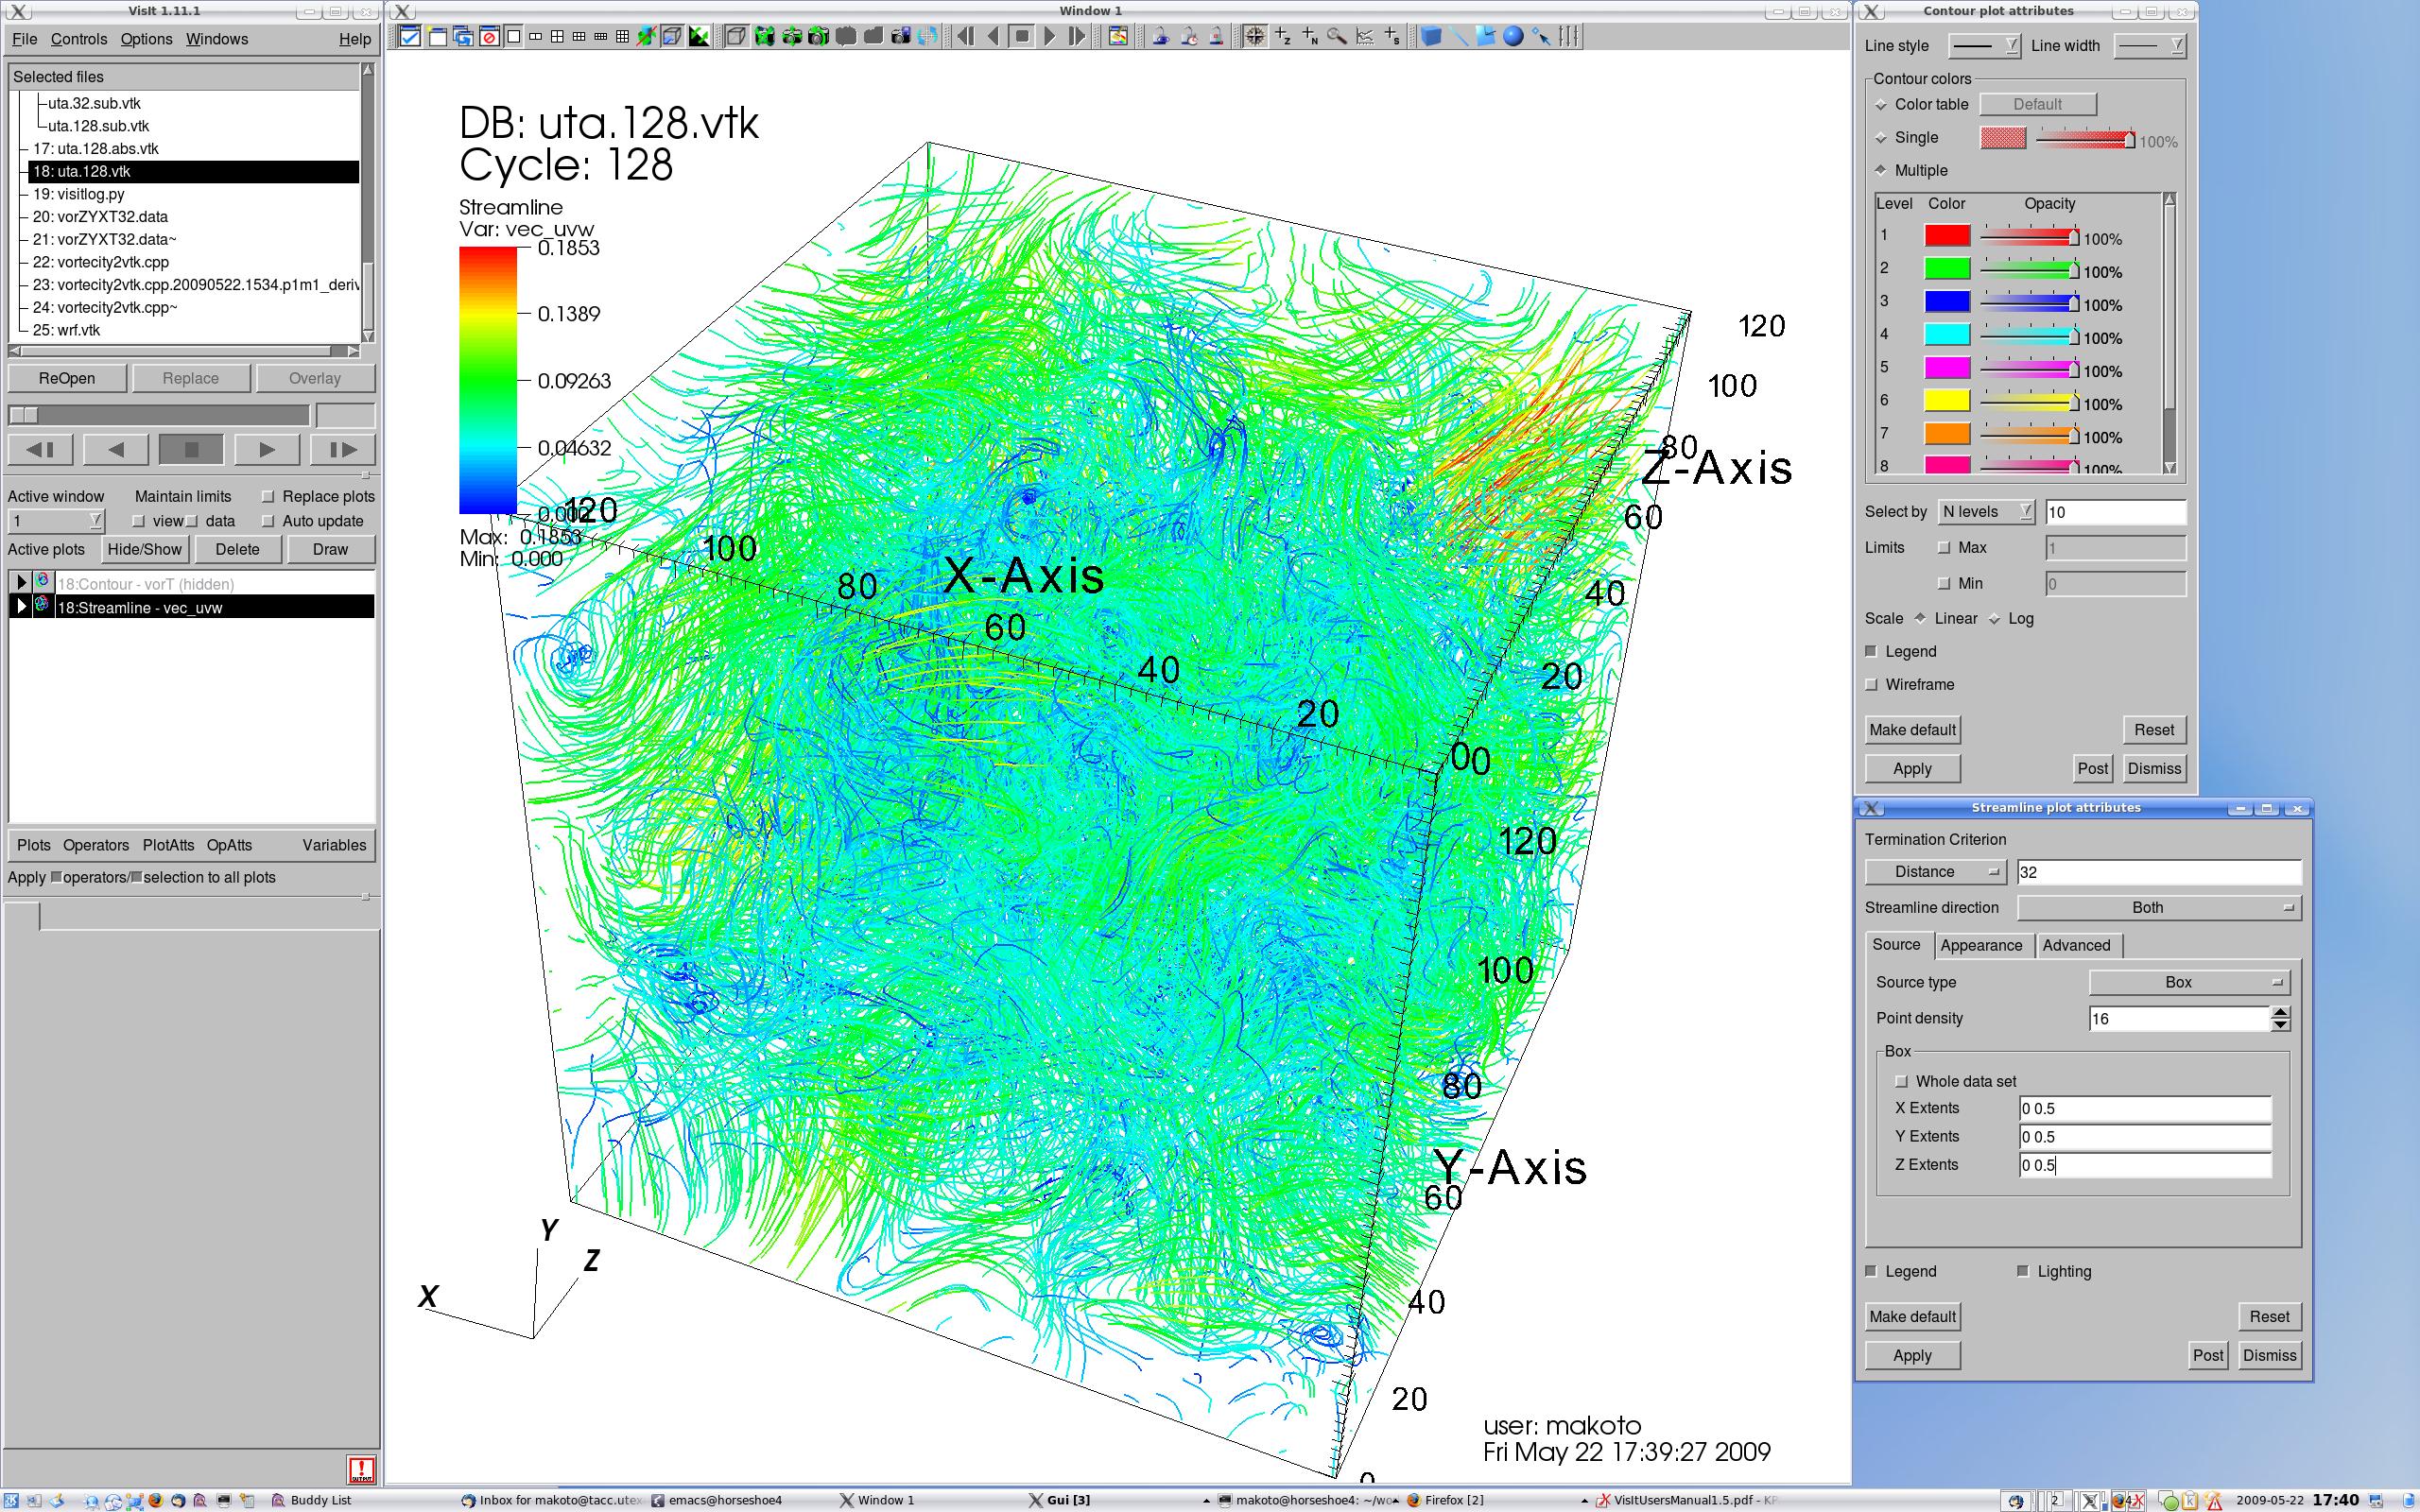 VisIt 1.11.1
File Controls Options Windows Help
Selected files
uta.32.sub.vtk
uta.128.sub.vtk
17: uta.128.abs.vtk
18: uta.128.vtk
19: visitlog.py
20: vorZYXT32.data
21: vorZYXT32.data~
22: vortecity2vtk.cpp
23: vortecity2vtk.cpp.20090522.1534.p1m1_deriv
24: vortecity2vtk.cpp~
25: wrf.vtk
ReOpen Replace Overlay
Active window Maintain limits Replace plots
1 view data Auto update
Active plots Hide/Show Delete Draw
18:Contour - vorT (hidden)
18:Streamline - vec_uvw
Plots Operators PlotAtts OpAtts Variables
Apply operators/ selection to all plots
Window 1
DB: uta.128.vtk
Cycle: 128
Streamline
Var: vec_uvw
0.1853
0.1389
0.09263
0.04632
Max: 0.1853
Min: 0.000
120
100
80
X-Axis
60
40
20
0
120
100
80
Z-Axis
60
40
20
0
120
100
80
Y-Axis
60
40
20
0
Y
Z
X
user: makoto
Fri May 22 17:39:27 2009
Contour plot attributes
Line style Line width
Contour colors
Color table Default
Single 100%
Multiple
Level Color Opacity
1 100%
2 100%
3 100%
4 100%
5 100%
6 100%
7 100%
8 100%
Select by N levels 10
Limits Max 1
Min 0
Scale Linear Log
Legend
Wireframe
Make default Reset
Apply Post Dismiss
Streamline plot attributes
Termination Criterion
Distance 32
Streamline direction Both
Source Appearance Advanced
Source type Box
Point density 16
Box
Whole data set
X Extents 0 0.5
Y Extents 0 0.5
Z Extents 0 0.5
Legend Lighting
Make default Reset
Apply Post Dismiss
Buddy List Inbox for makoto@tacc.utex emacs@horseshoe4 Window 1 Gui [3] makoto@horseshoe4: ~/wo Firefox [2] VisItUsersManual1.5.pdf - KP 2 2009-05-22 17:40